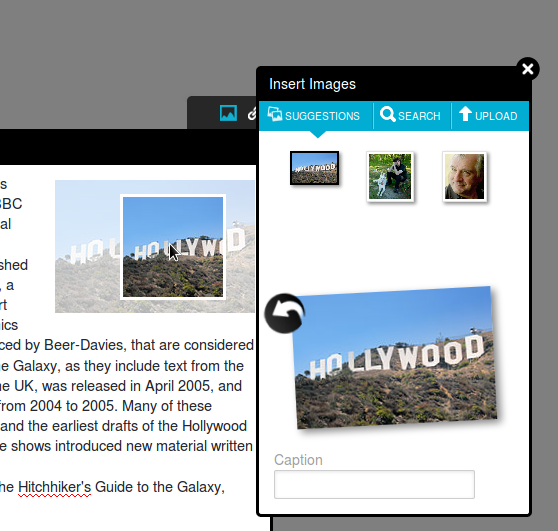 Insert Images
SUGGESTIONS
SEARCH
UPLOAD
s
BBC
al
shed
, a
rt
nics
ced by Beer-Davies, that are considered
e Galaxy, as they include text from the
e UK, was released in April 2005, and
from 2004 to 2005. Many of these
and the earliest drafts of the Hollywood
e shows introduced new material written
he Hitchhiker's Guide to the Galaxy,
HOLLYWOOD
HOLLYWOOD
HOLLYWOOD
Caption